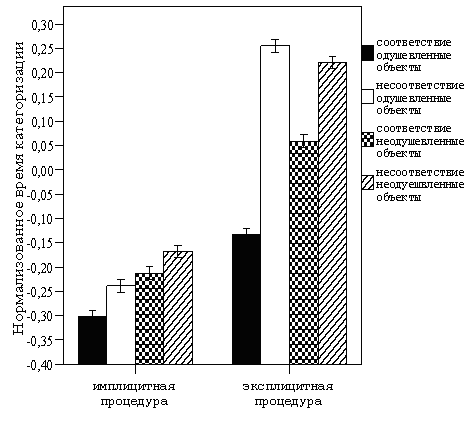 Нормализованное время категоризации
0,30
0,25
0,20
0,15
0,10
0,05
0,00
-0,05
-0,10
-0,15
-0,20
-0,25
-0,30
-0,35
-0,40
имплицитная
процедура
эксплицитная
процедура
соответствие
одушевленные
объекты
несоответствие
одушевленные
объекты
соответствие
неодушевленные
объекты
несоответствие
неодуешвленные
объекты